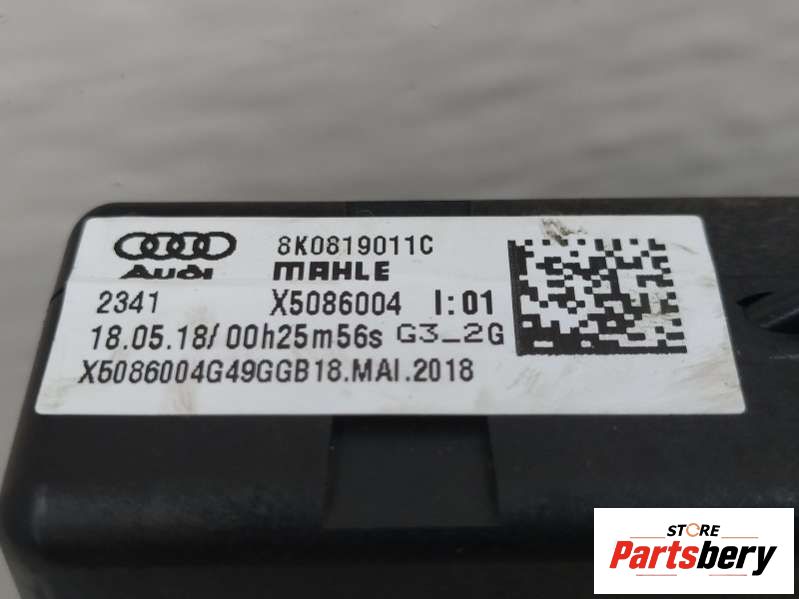 Audi
8K0819011C
MAHLE
2341 X5086004 I:01
18.05.18/ 00h25m56s G3_2G
X5086004G49GGB18.MAI.2018
STORE
Partsbery